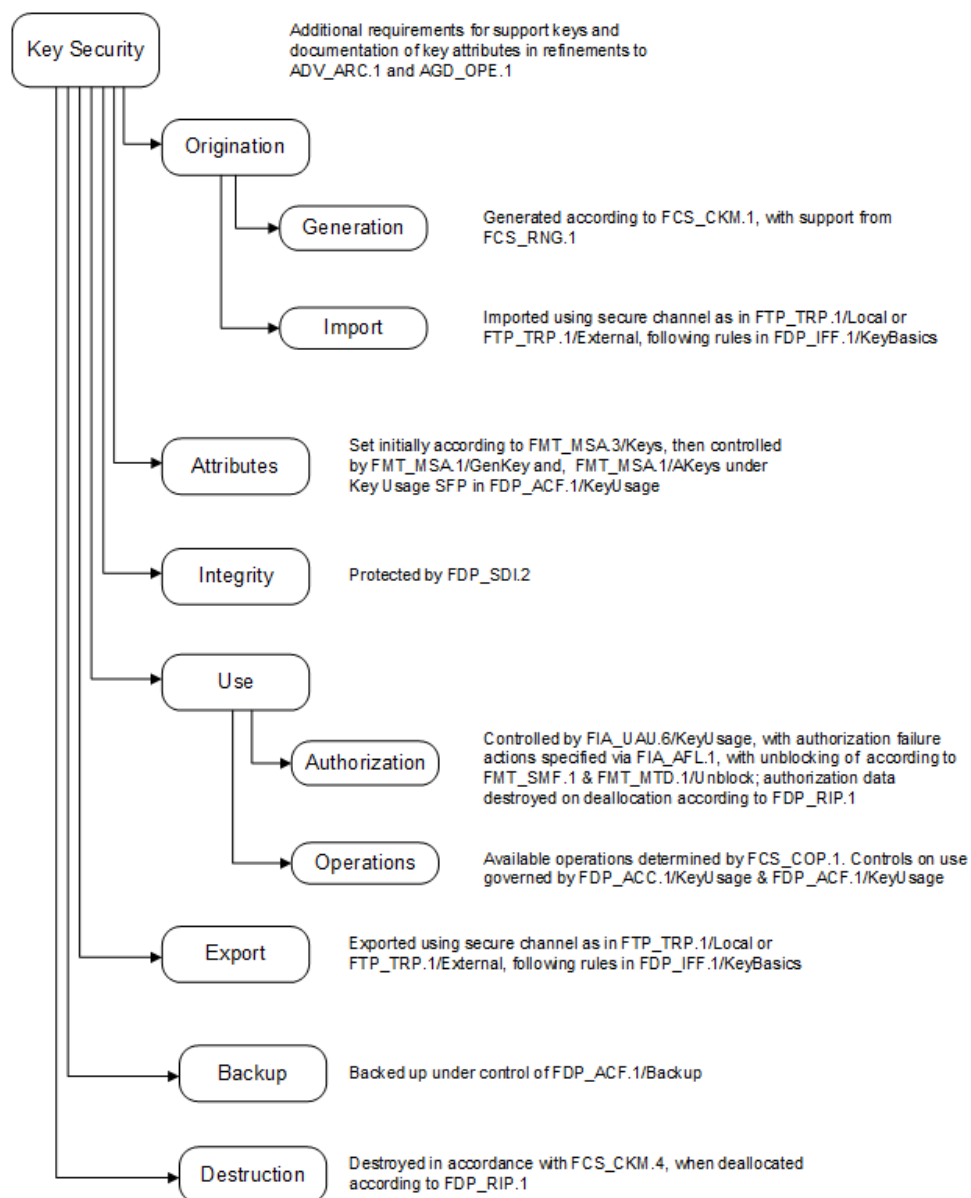 Key Security
Additional requirements for support keys and
documentation of key attributes in refinements to
ADV_ARC.1 and AGD_OPE.1
Origination
Generation
Generated according to FCS_CKM.1, with support from
FCS_RNG.1
Import
Imported using secure channel as in FTP_TRP.1/Local or
FTP_TRP.1/External, following rules in FDP_IFF.1/KeyBasics
Attributes
Set initially according to FMT_MSA.3/Keys, then controlled
by FMT_MSA.1/GenKey and, FMT_MSA.1/AKeys under
Key Usage SFP in FDP_ACF.1/KeyUsage
Integrity
Protected by FDP_SDI.2
Use
Authorization
Controlled by FIA_UAU.6/KeyUsage, with authorization failure
actions specified via FIA_AFL.1, with unblocking of according to
FMT_SMF.1 & FMT_MTD.1/Unblock; authorization data
destroyed on deallocation according to FDP_RIP.1
Operations
Available operations determined by FCS_COP.1. Controls on use
governed by FDP_ACC.1/KeyUsage & FDP_ACF.1/KeyUsage
Export
Exported using secure channel as in FTP_TRP.1/Local or
FTP_TRP.1/External, following rules in FDP_IFF.1/KeyBasics
Backup
Backed up under control of FDP_ACF.1/Backup
Destruction
Destroyed in accordance with FCS_CKM.4, when deallocated
according to FDP_RIP.1